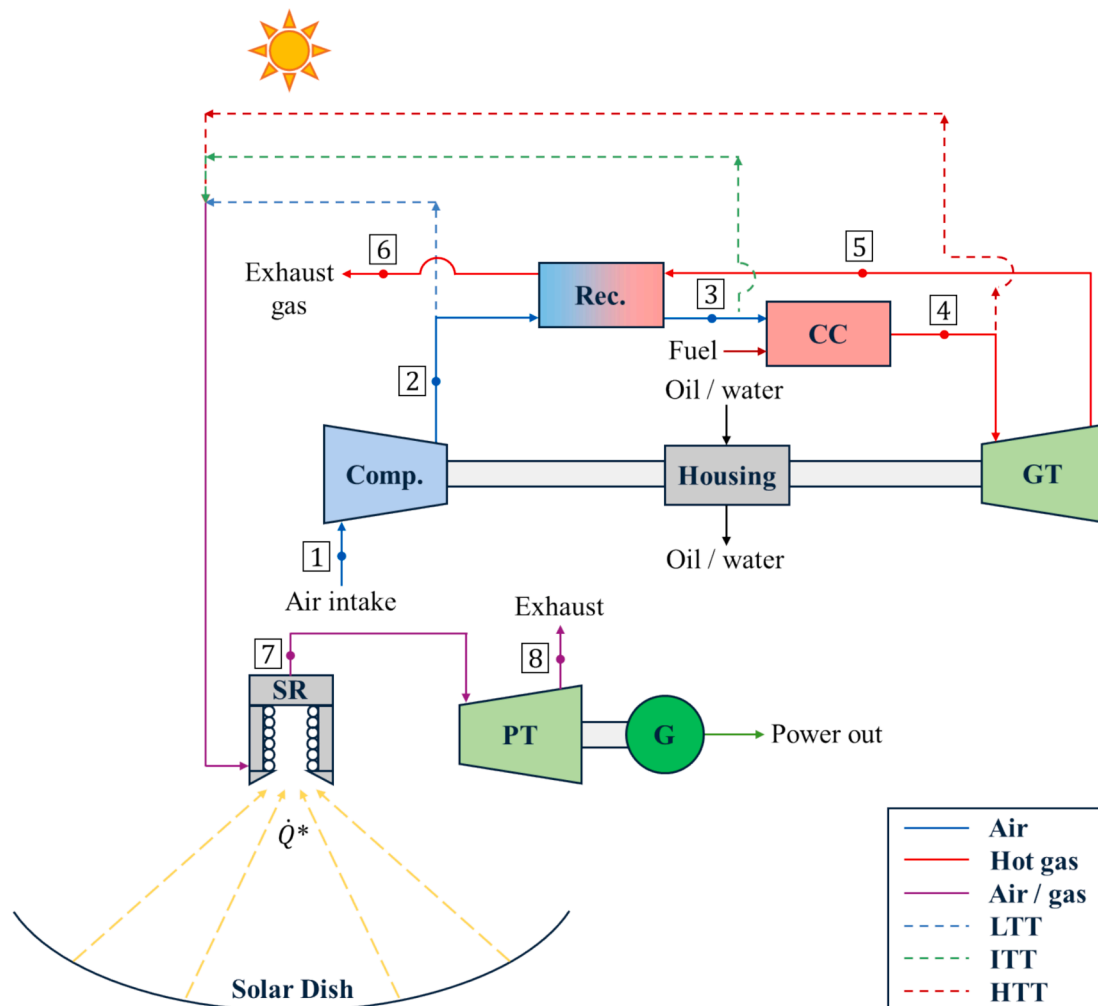 6
5
Exhaust
gas
Rec.
3
CC
4
Fuel
2
Oil / water
Comp.
Housing
GT
1
Oil / water
Air intake
Exhaust
7
8
SR
PT
G
Power out
Q̇*
Solar Dish
Air
Hot gas
Air / gas
LTT
ITT
HTT